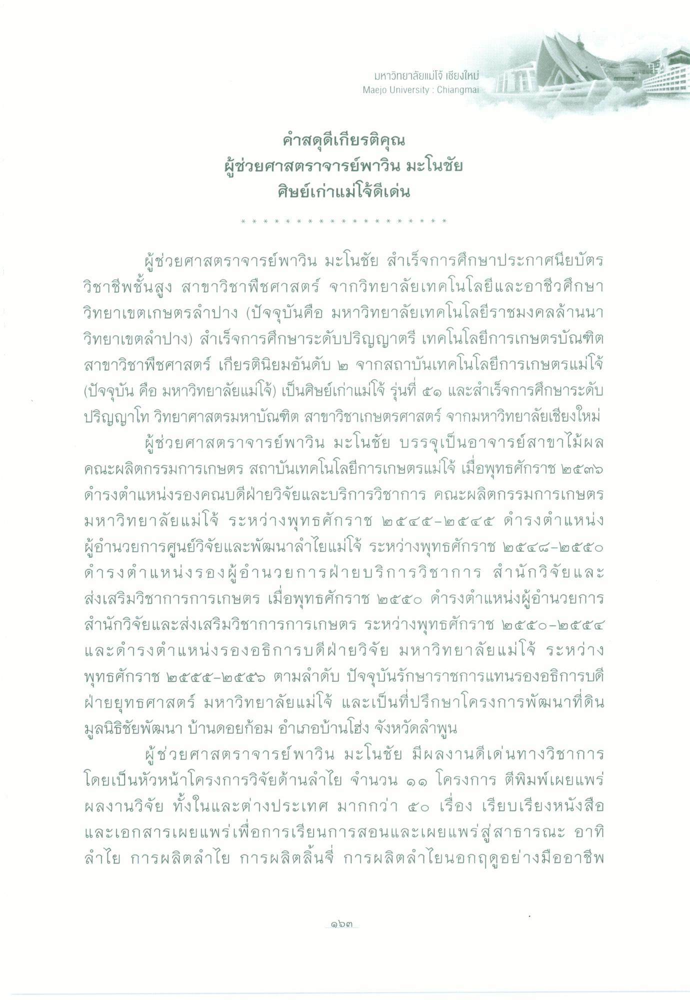 มหาวิทยาลัยแม่โจ้ เชียงใหม่
Maejo University : Chiangmai
คำสดุดีเกียรติคุณ
ผู้ช่วยศาสตราจารย์พาวิน มะโนชัย
ศิษย์เก่าแม่โจ้ดีเด่น
* * * * * * * * * * * * * * * * * * *
ผู้ช่วยศาสตราจารย์พาวิน มะโนชัย สำเร็จการศึกษาประกาศนียบัตร
วิชาชีพชั้นสูง สาขาวิชาพืชศาสตร์ จากวิทยาลัยเทคโนโลยีและอาชีวศึกษา
วิทยาเขตเกษตรลำปาง (ปัจจุบันคือ มหาวิทยาลัยเทคโนโลยีราชมงคลล้านนา
วิทยาเขตลำปาง) สำเร็จการศึกษาระดับปริญญาตรี เทคโนโลยีการเกษตรบัณฑิต
สาขาวิชาพืชศาสตร์ เกียรตินิยมอันดับ ๒ จากสถาบันเทคโนโลยีการเกษตรแม่โจ้
(ปัจจุบัน คือ มหาวิทยาลัยแม่โจ้) เป็นศิษย์เก่าแม่โจ้ รุ่นที่ ๕๑ และสำเร็จการศึกษาระดับ
ปริญญาโท วิทยาศาสตรมหาบัณฑิต สาขาวิชาเกษตรศาสตร์ จากมหาวิทยาลัยเชียงใหม่
ผู้ช่วยศาสตราจารย์พาวิน มะโนชัย บรรจุเป็นอาจารย์สาขาไม้ผล
คณะผลิตกรรมการเกษตร สถาบันเทคโนโลยีการเกษตรแม่โจ้ เมื่อพุทธศักราช ๒๕๓๖
ดำรงตำแหน่งรองคณบดีฝ่ายวิจัยและบริการวิชาการ คณะผลิตกรรมการเกษตร
มหาวิทยาลัยแม่โจ้ ระหว่างพุทธศักราช ๒๕๔๕-๒๕๔๕ ดำรงตำแหน่ง
ผู้อำนวยการศูนย์วิจัยและพัฒนาลำไยแม่โจ้ ระหว่างพุทธศักราช ๒๕๔๘-๒๕๕๐
ดำรงตำแหน่งรองผู้อำนวยการฝ่ายบริการวิชาการ สำนักวิจัยและ
ส่งเสริมวิชาการการเกษตร เมื่อพุทธศักราช ๒๕๕๐ ดำรงตำแหน่งผู้อำนวยการ
สำนักวิจัยและส่งเสริมวิชาการการเกษตร ระหว่างพุทธศักราช ๒๕๕๐-๒๕๕๔
และดำรงตำแหน่งรองอธิการบดีฝ่ายวิจัย มหาวิทยาลัยแม่โจ้ ระหว่าง
พุทธศักราช ๒๕๕๕-๒๕๕๖ ตามลำดับ ปัจจุบันรักษาราชการแทนรองอธิการบดี
ฝ่ายยุทธศาสตร์ มหาวิทยาลัยแม่โจ้ และเป็นที่ปรึกษาโครงการพัฒนาที่ดิน
มูลนิธิชัยพัฒนา บ้านดอยก้อม อำเภอบ้านโฮ่ง จังหวัดลำพูน
ผู้ช่วยศาสตราจารย์พาวิน มะโนชัย มีผลงานดีเด่นทางวิชาการ
โดยเป็นหัวหน้าโครงการวิจัยด้านลำไย จำนวน ๑๑ โครงการ ตีพิมพ์เผยแพร่
ผลงานวิจัย ทั้งในและต่างประเทศ มากกว่า ๕๐ เรื่อง เรียบเรียงหนังสือ
และเอกสารเผยแพร่เพื่อการเรียนการสอนและเผยแพร่สู่สาธารณะ อาทิ
ลำไย การผลิตลำไย การผลิตลิ้นจี่ การผลิตลำไยนอกฤดูอย่างมืออาชีพ
๑๖๓